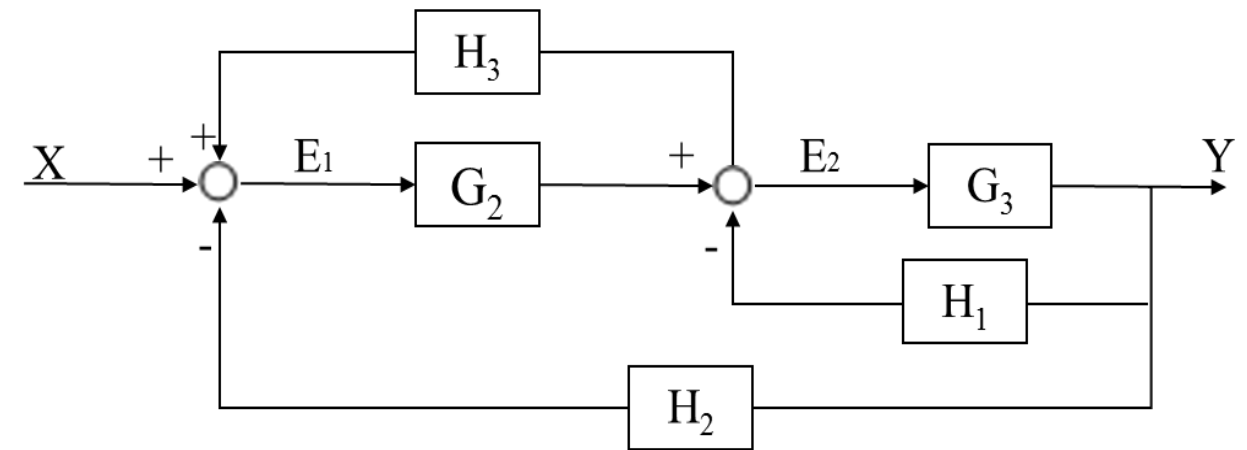 H₃
+
X + E₁ G₂ + E₂ G₃ Y
- -
H₁
H₂